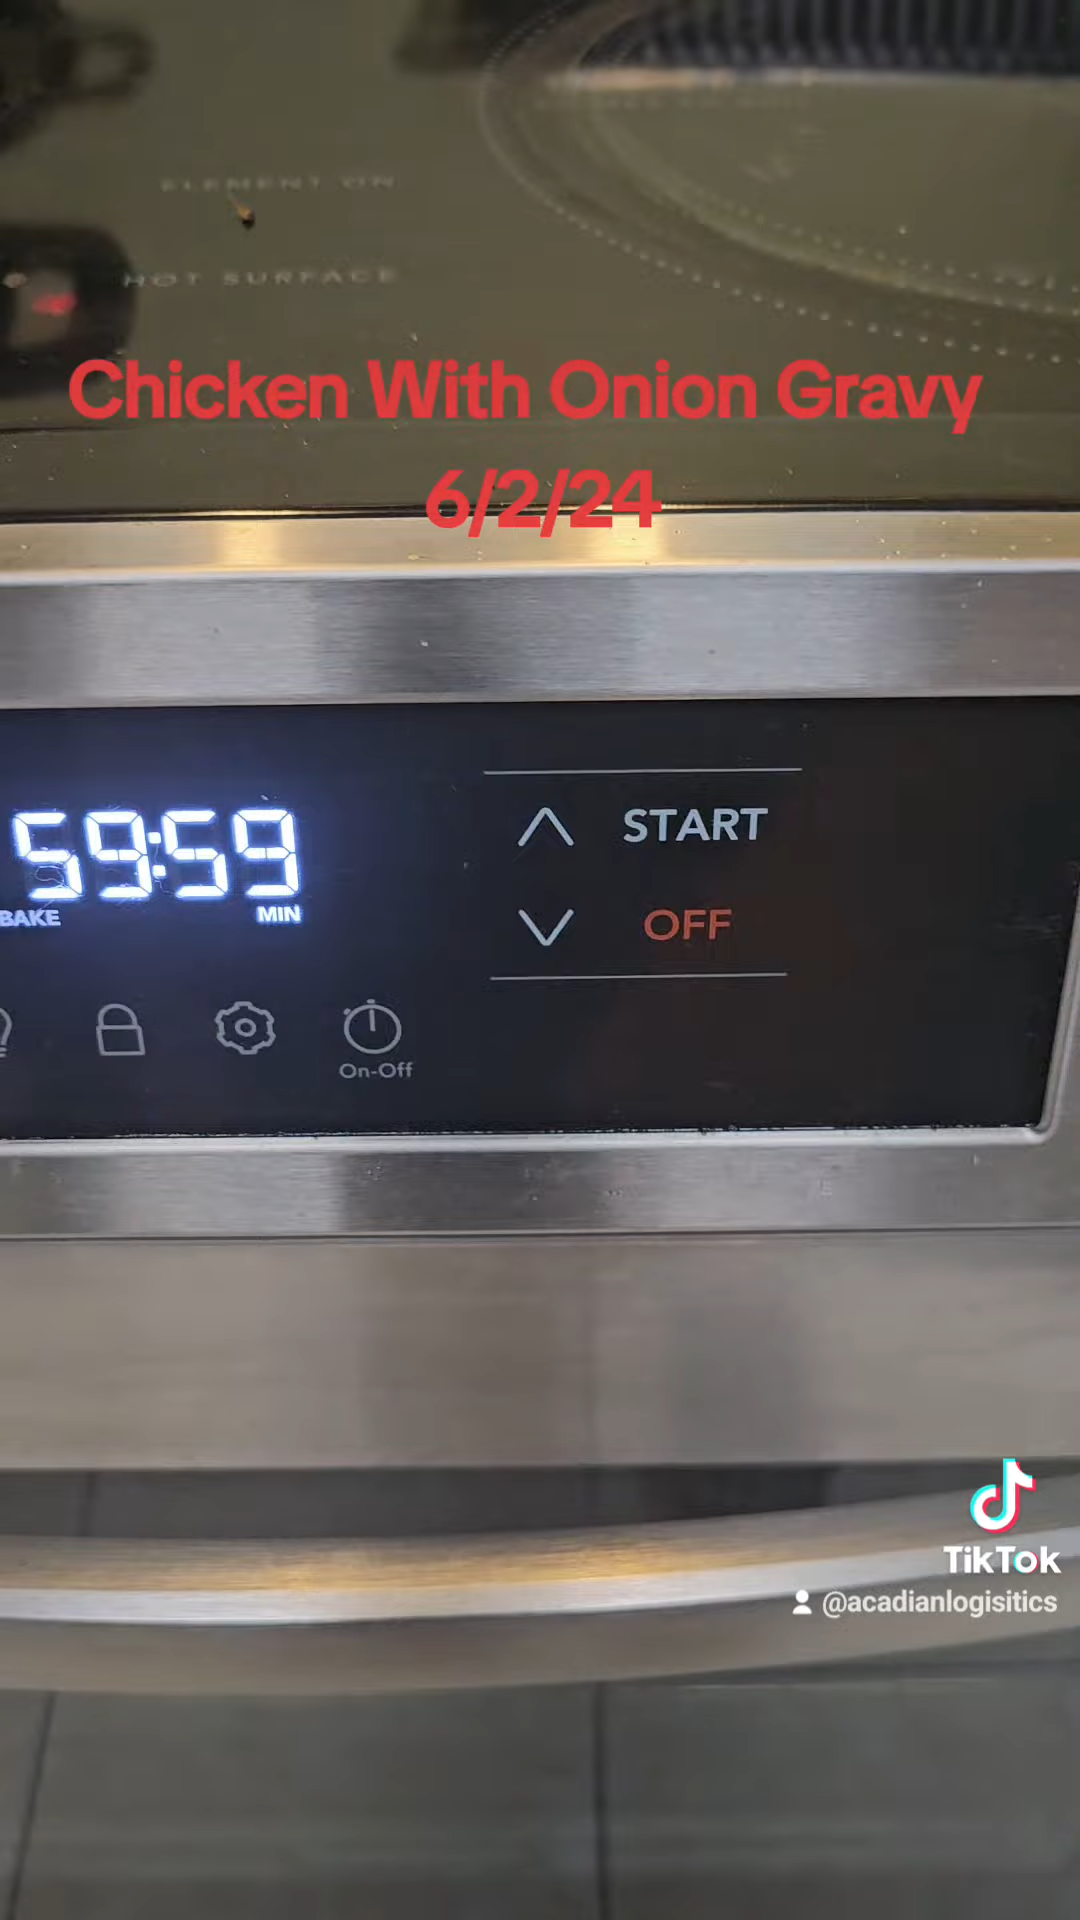 ELEMENT ON
HOT SURFACE
Chicken With Onion Gravy
6/2/24
59:59
BAKE
MIN
START
OFF
On-Off
TikTok
@acadianlogisitics